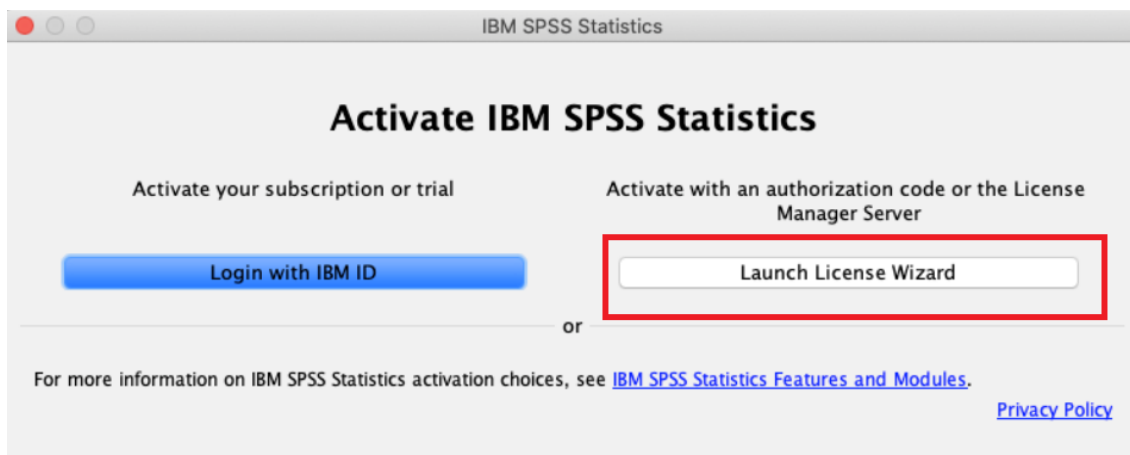 IBM SPSS Statistics
Activate IBM SPSS Statistics
Activate your subscription or trial
Login with IBM ID
Activate with an authorization code or the License
Manager Server
Launch License Wizard
or
For more information on IBM SPSS Statistics activation choices, see IBM SPSS Statistics Features and Modules.
Privacy Policy